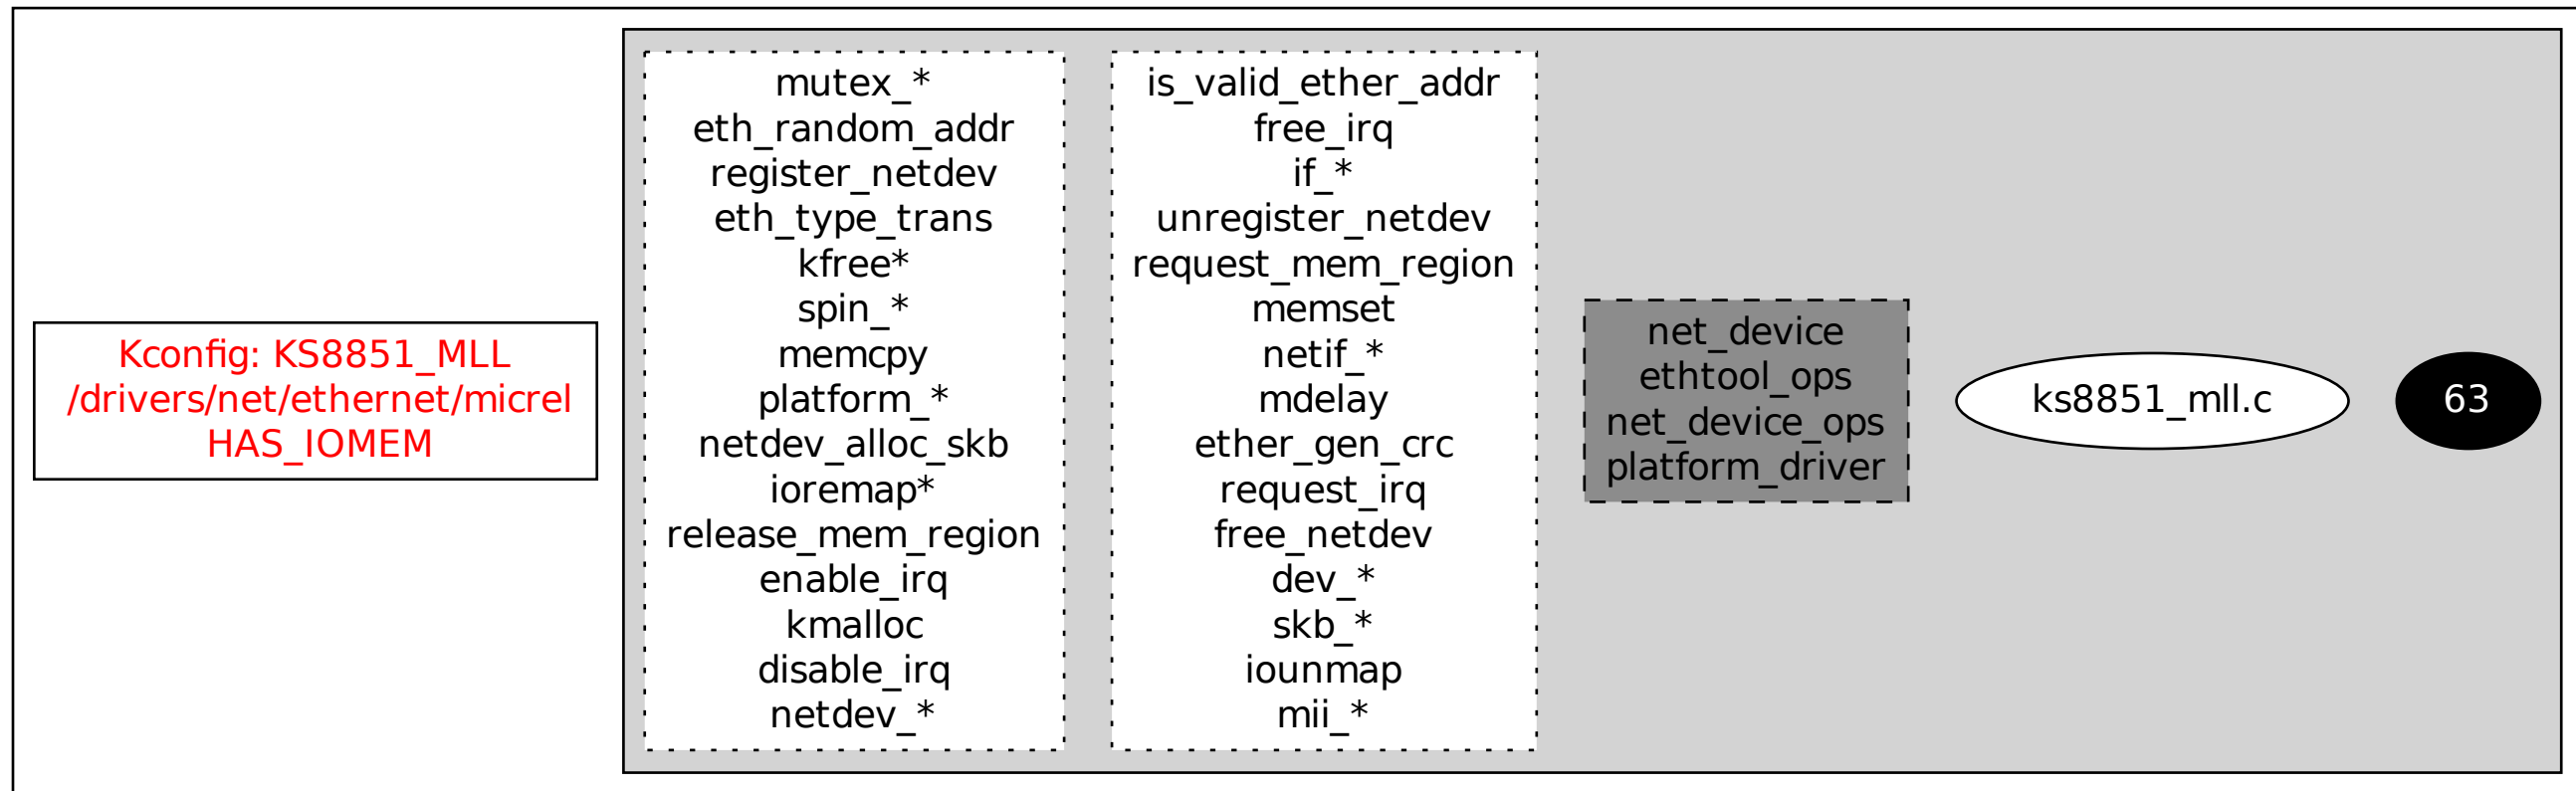 Kconfig: KS8851_MLL
/drivers/net/ethernet/micrel
HAS_IOMEM
mutex_*
eth_random_addr
register_netdev
eth_type_trans
kfree*
spin_*
memcpy
platform_*
netdev_alloc_skb
ioremap*
release_mem_region
enable_irq
kmalloc
disable_irq
netdev_*
is_valid_ether_addr
free_irq
if_*
unregister_netdev
request_mem_region
memset
netif_*
mdelay
ether_gen_crc
request_irq
free_netdev
dev_*
skb_*
iounmap
mii_*
net_device
ethtool_ops
net_device_ops
platform_driver
ks8851_mll.c
63